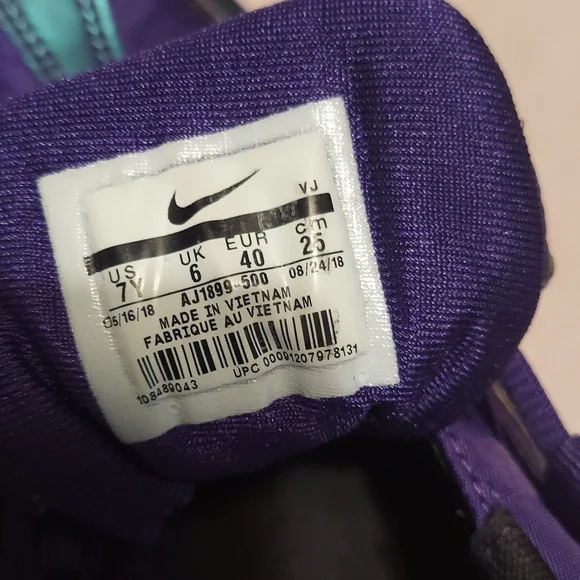 VJ
US UK EUR cm
7Y 6 40 25
05/16/18 AJ1899-500 08/24/18
MADE IN VIETNAM
FABRIQUE AU VIETNAM
108489043 UPC 00091207978131